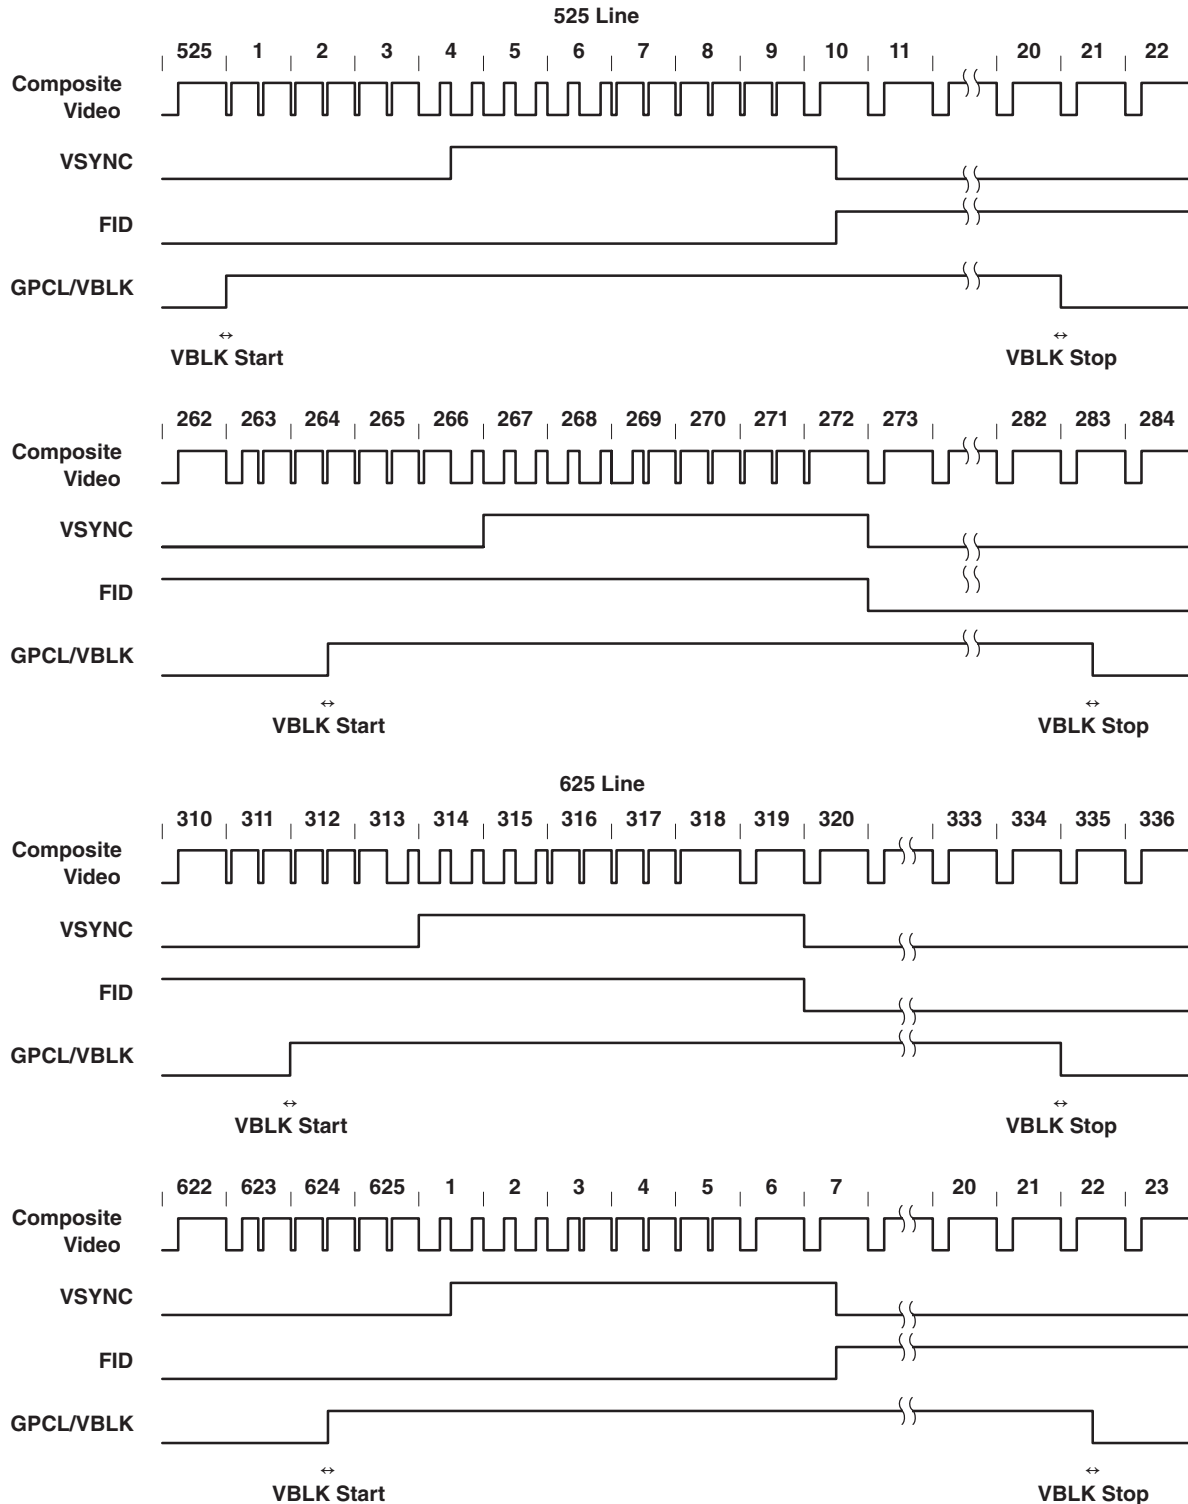 525 Line
525 1 2 3 4 5 6 7 8 9 10 11 20 21 22
Composite
Video
VSYNC
FID
GPCL/VBLK
↔ ↔
VBLK Start VBLK Stop
262 263 264 265 266 267 268 269 270 271 272 273 282 283 284
Composite
Video
VSYNC
FID
GPCL/VBLK
↔ ↔
VBLK Start VBLK Stop
625 Line
310 311 312 313 314 315 316 317 318 319 320 333 334 335 336
Composite
Video
VSYNC
FID
GPCL/VBLK
↔ ↔
VBLK Start VBLK Stop
622 623 624 625 1 2 3 4 5 6 7 20 21 22 23
Composite
Video
VSYNC
FID
GPCL/VBLK
↔ ↔
VBLK Start VBLK Stop